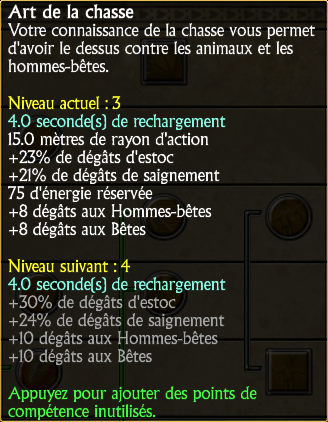 Art de la chasse
Votre connaissance de la chasse vous permet
d'avoir le dessus contre les animaux et les
hommes-bêtes.
Niveau actuel : 3
4.0 seconde(s) de rechargement
15.0 mètres de rayon d'action
+23% de dégâts d'estoc
+21% de dégâts de saignement
75 d'énergie réservée
+8 dégâts aux Hommes-bêtes
+8 dégâts aux Bêtes
Niveau suivant : 4
4.0 seconde(s) de rechargement
+30% de dégâts d'estoc
+24% de dégâts de saignement
+10 dégâts aux Hommes-bêtes
+10 dégâts aux Bêtes
Appuyez pour ajouter des points de
compétence inutilisés.